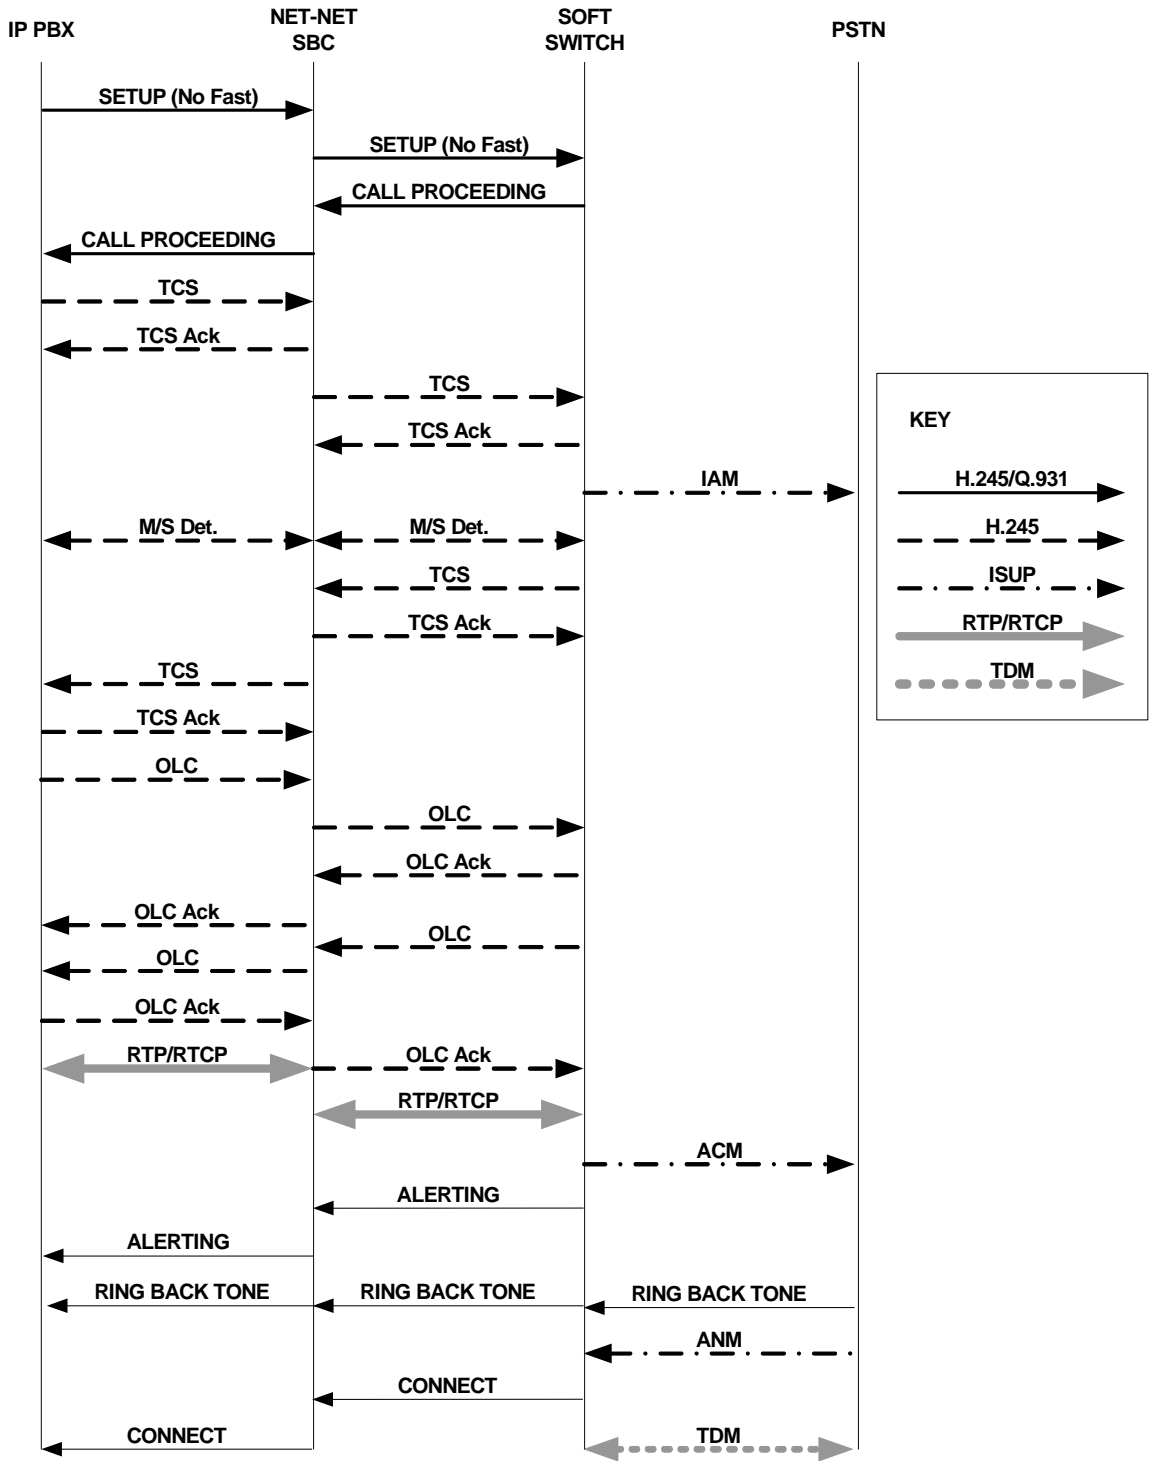 IP PBX
NET-NET
SBC
SOFT
SWITCH
PSTN
SETUP (No Fast)
SETUP (No Fast)
CALL PROCEEDING
CALL PROCEEDING
TCS
TCS Ack
TCS
TCS Ack
IAM
M/S Det.
M/S Det.
TCS
TCS Ack
TCS
TCS Ack
OLC
OLC
OLC Ack
OLC Ack
OLC
OLC
OLC Ack
RTP/RTCP
OLC Ack
RTP/RTCP
ACM
ALERTING
ALERTING
RING BACK TONE
RING BACK TONE
RING BACK TONE
ANM
CONNECT
CONNECT
TDM
KEY
H.245/Q.931
H.245
ISUP
RTP/RTCP
TDM